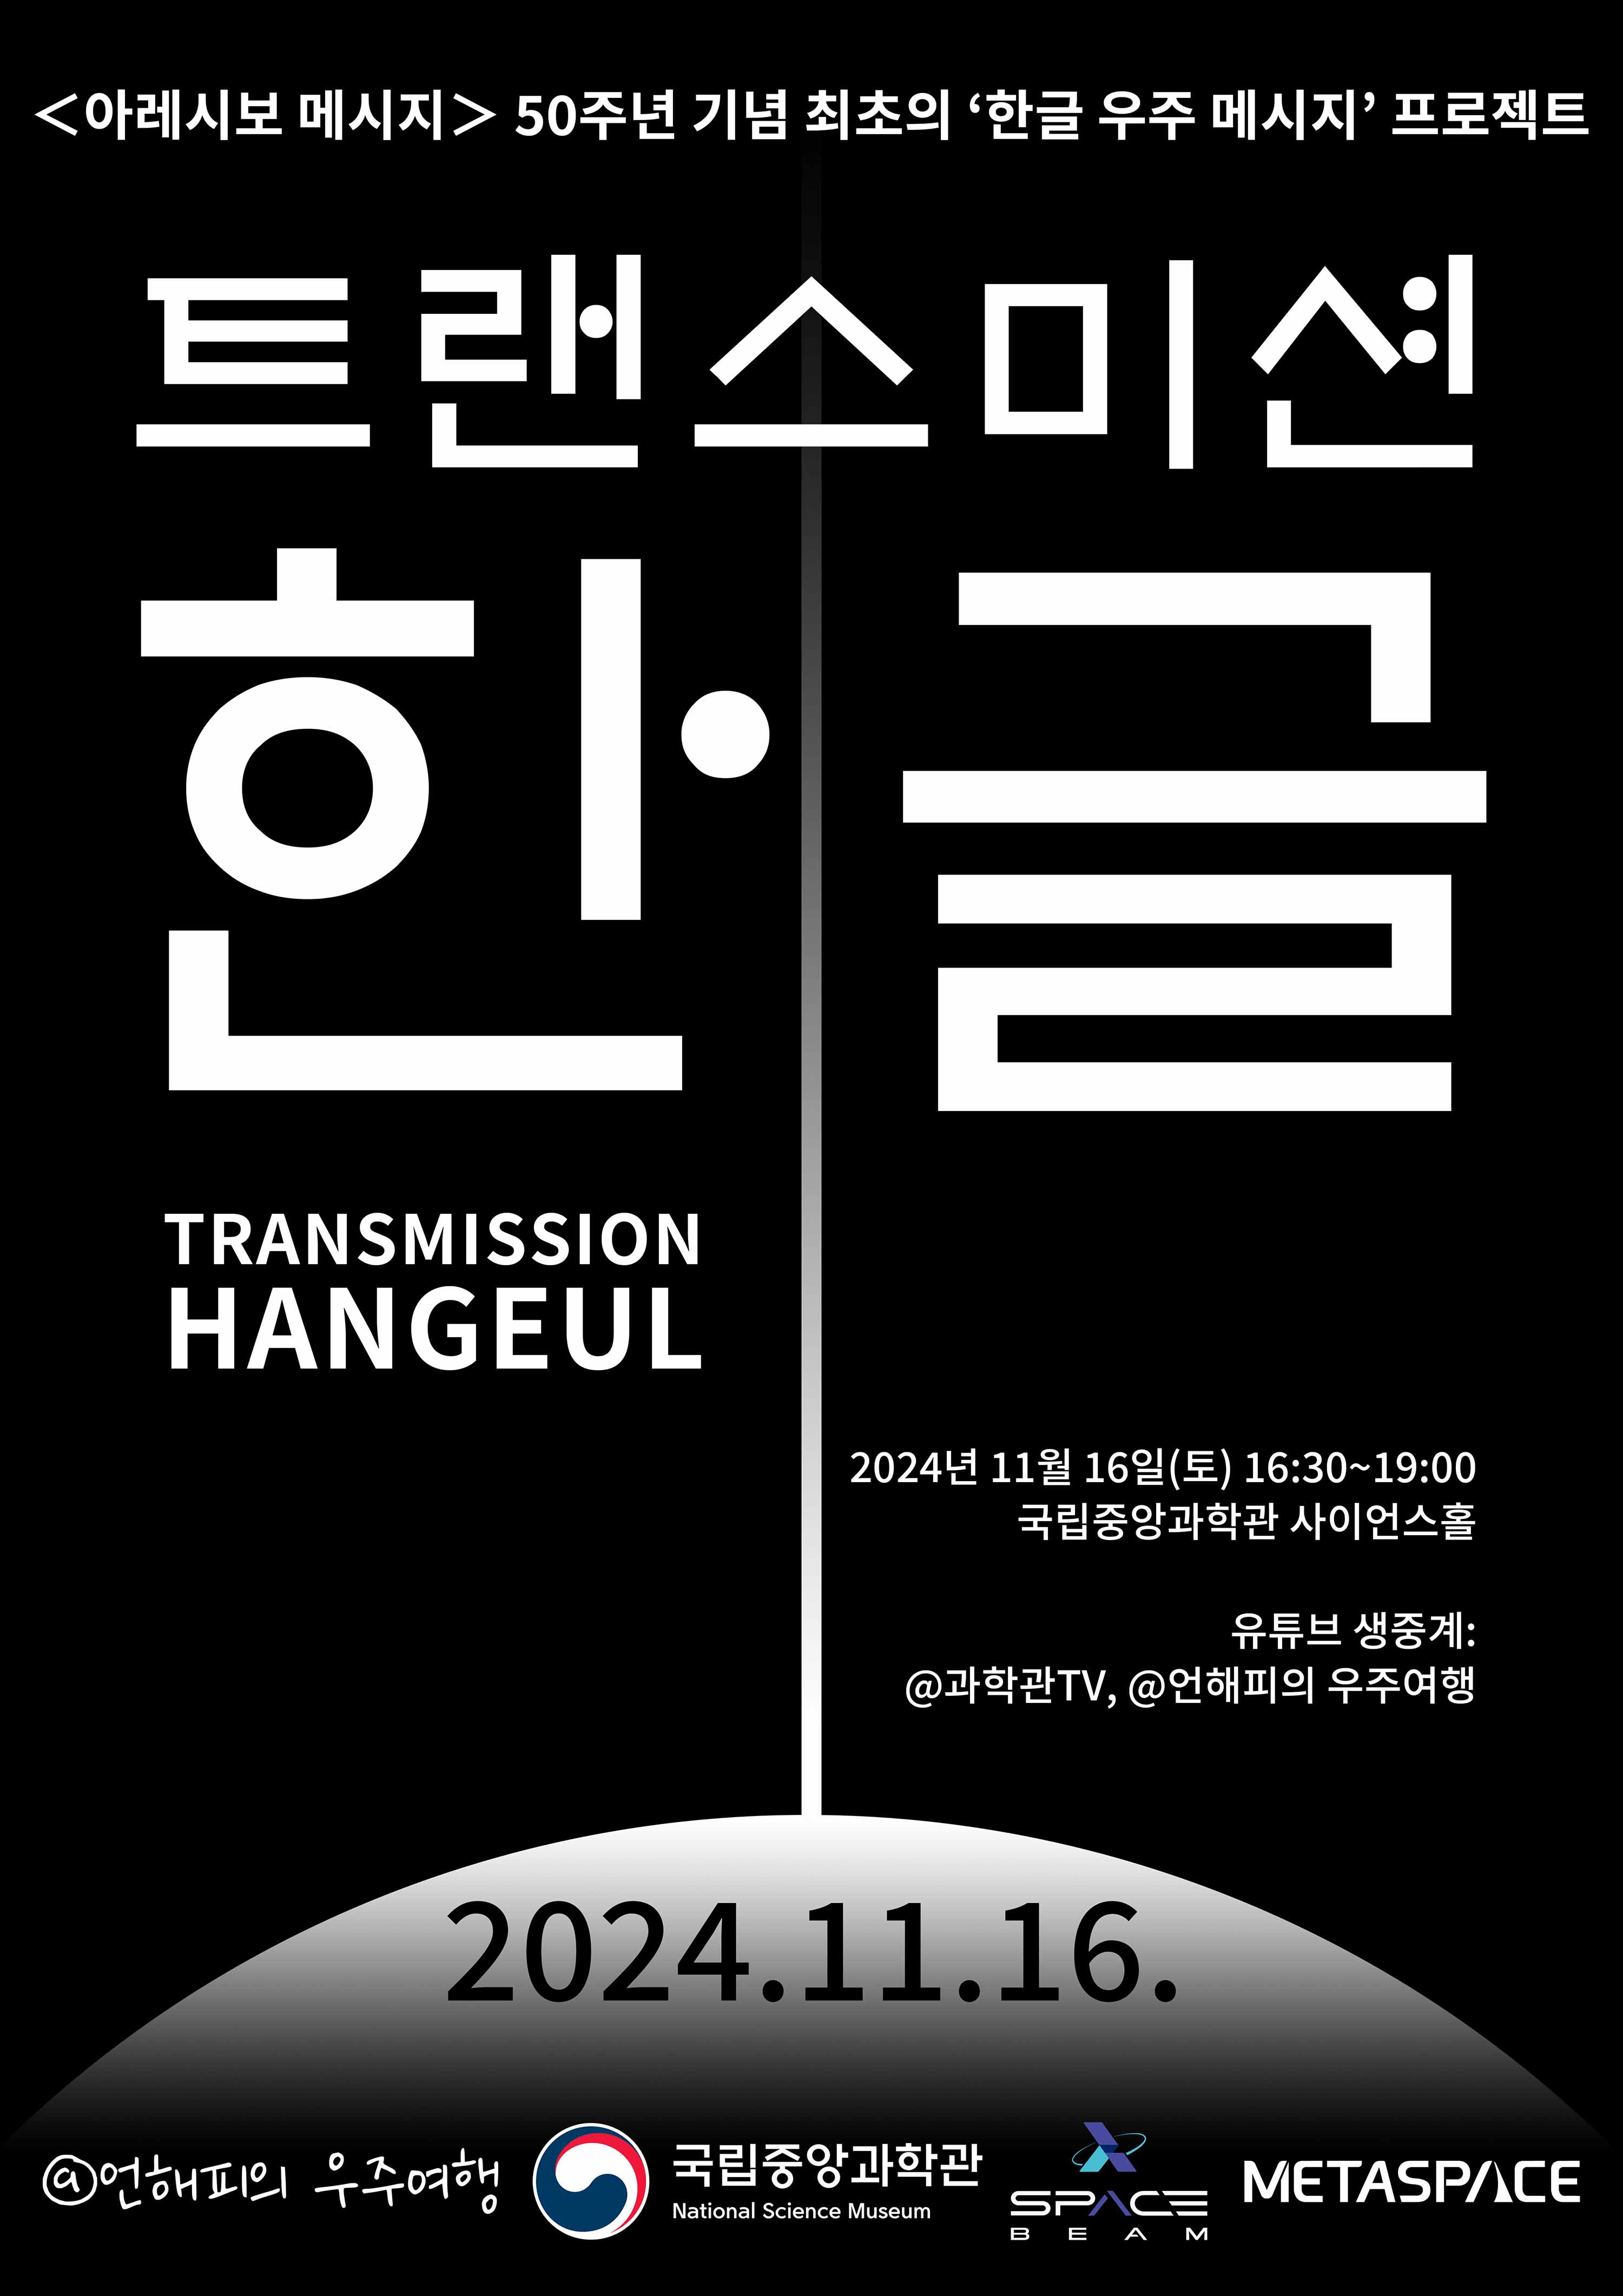 <아레시보 메시지> 50주년 기념 최초의 ‘한글 우주 메시지’ 프로젝트
트랜스미션
한글
TRANSMISSION
HANGEUL
2024년 11월 16일(토) 16:30~19:00
국립중앙과학관 사이언스홀
유튜브 생중계:
@과학관TV, @언해피의 우주여행
2024.11.16.
@언해피의 우주여행
국립중앙과학관
National Science Museum
SPACE
BEAM
METASPACE